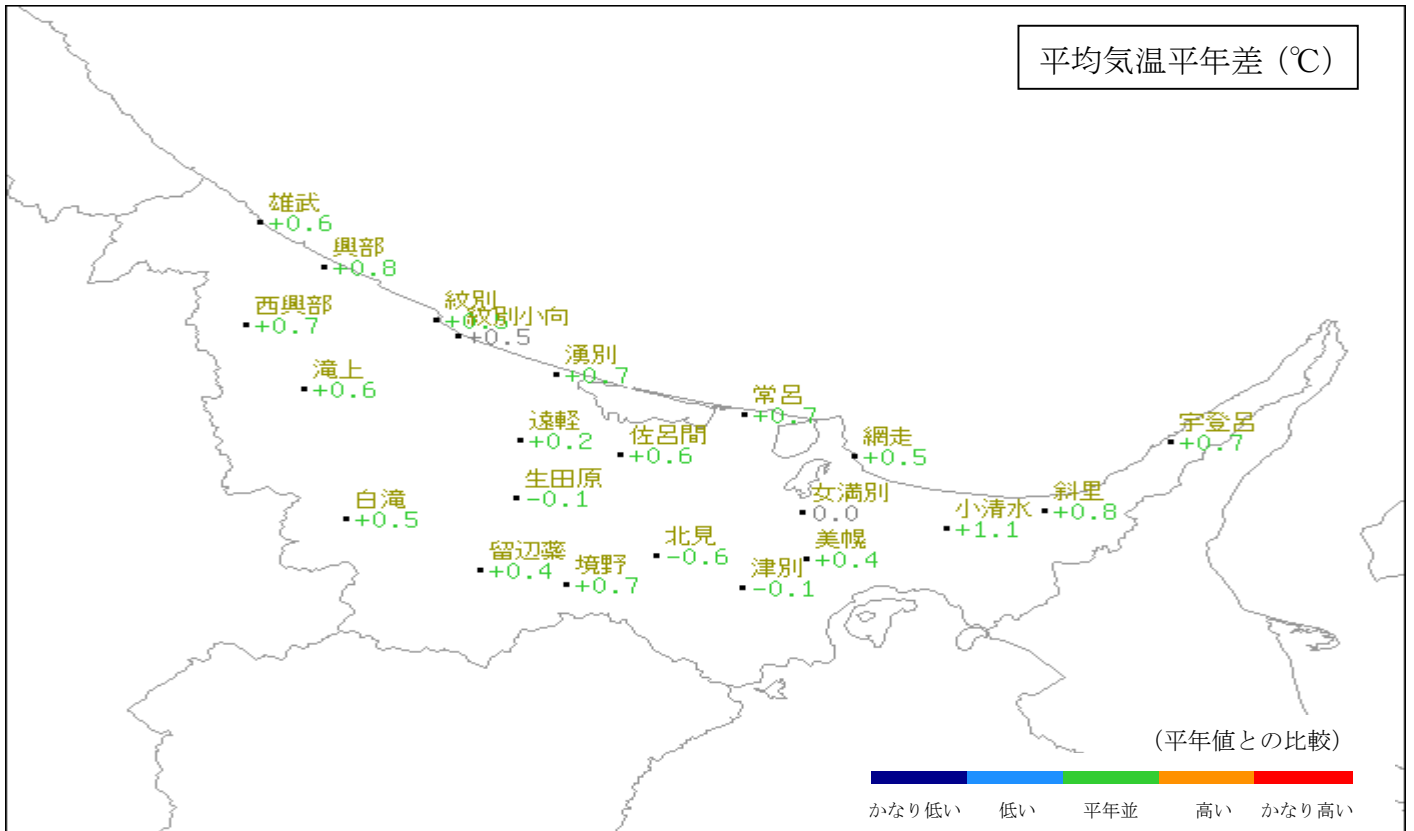 平均気温平年差(℃)
雄武
+0.6
興部
+0.8
西興部
+0.7
紋別
+0.5
紋別小向
+0.5
滝上
+0.6
湧別
+0.7
常呂
+0.7
遠軽
+0.2
佐呂間
+0.6
網走
+0.5
宇登呂
+0.7
生田原
-0.1
白滝
+0.5
女満別
0.0
小清水
+1.1
斜里
+0.8
留辺蘂
+0.4
境野
+0.7
北見
-0.6
津別
-0.1
美幌
+0.4
(平年値との比較)
かなり低い 低い 平年並 高い かなり高い